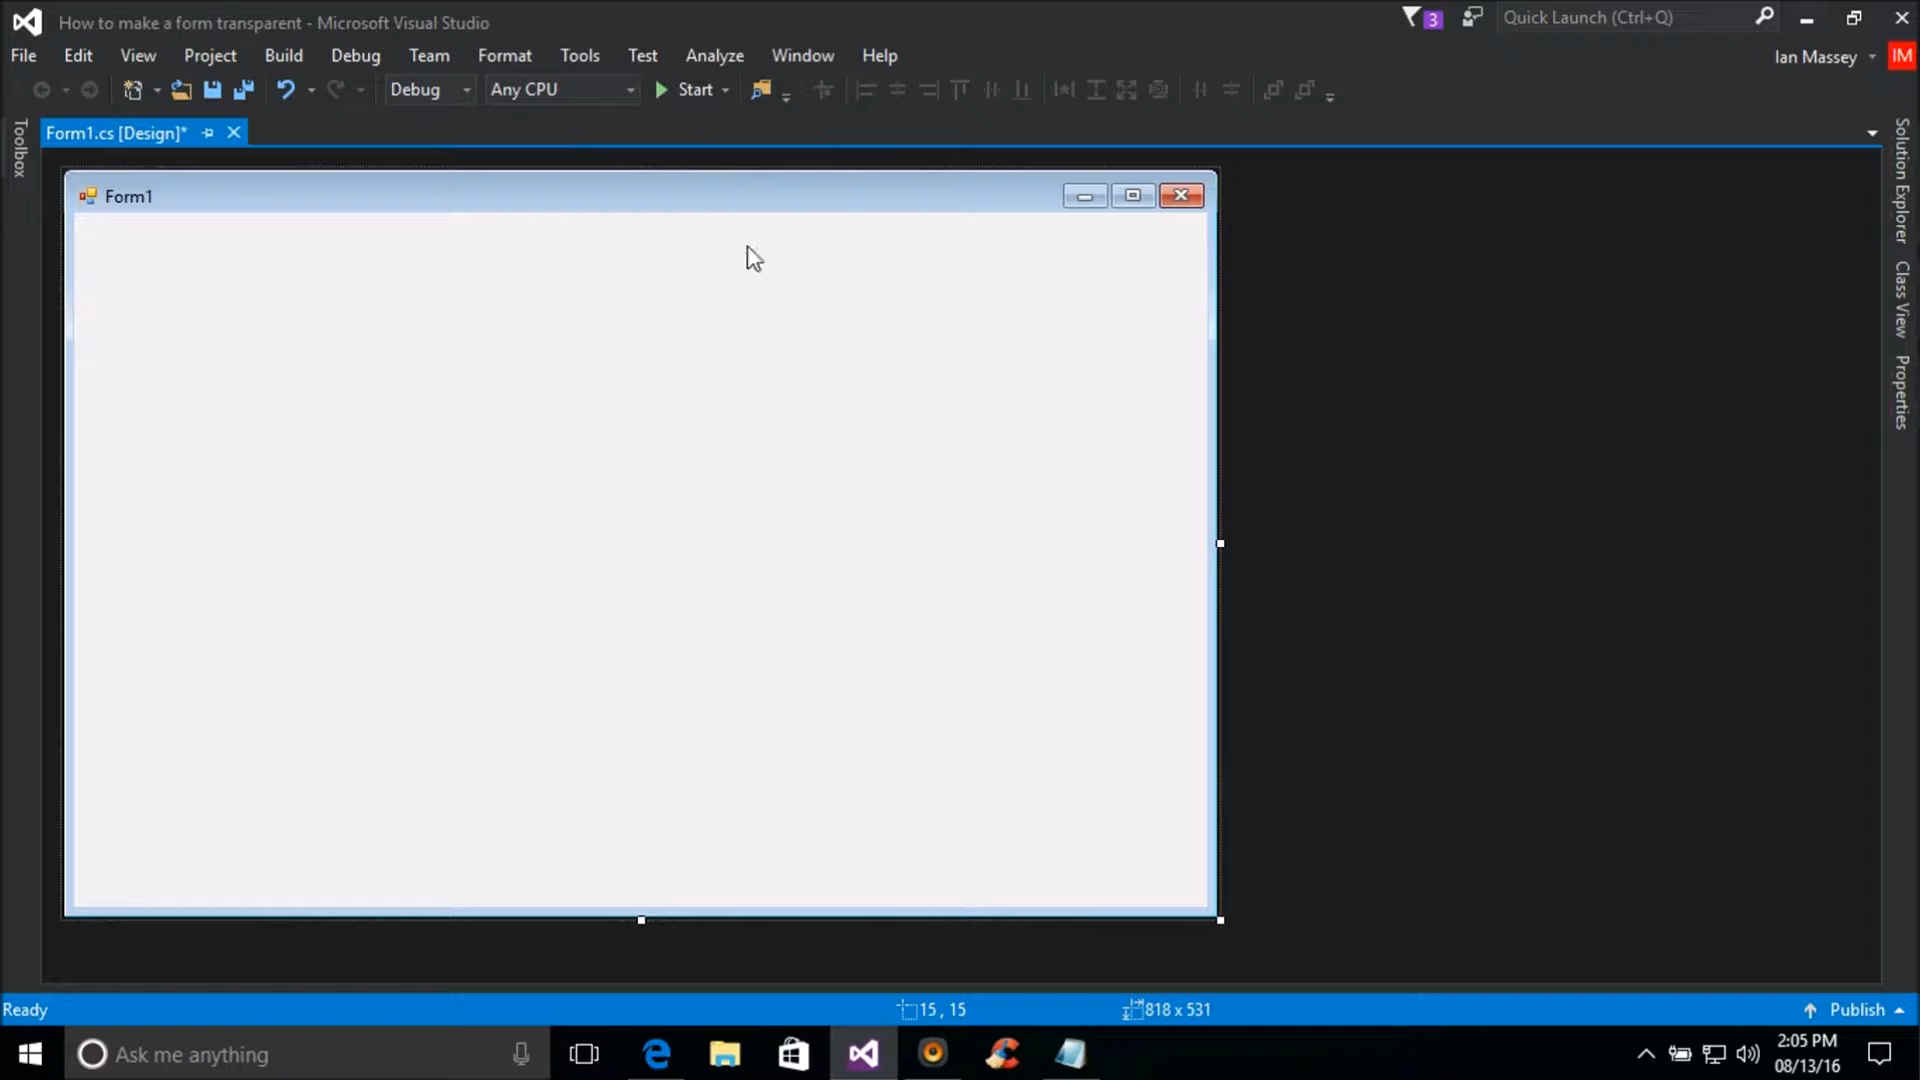 How to make a form transparent - Microsoft Visual Studio
3
Quick Launch (Ctrl+Q)
File Edit View Project Build Debug Team Format Tools Test Analyze Window Help
Ian Massey
IM
Debug
Any CPU
Start
Toolbox
Form1.cs [Design]*
Form1
Solution Explorer
Class View
Properties
Ready
15 , 15
818 x 531
Publish
Ask me anything
2:05 PM
08/13/16